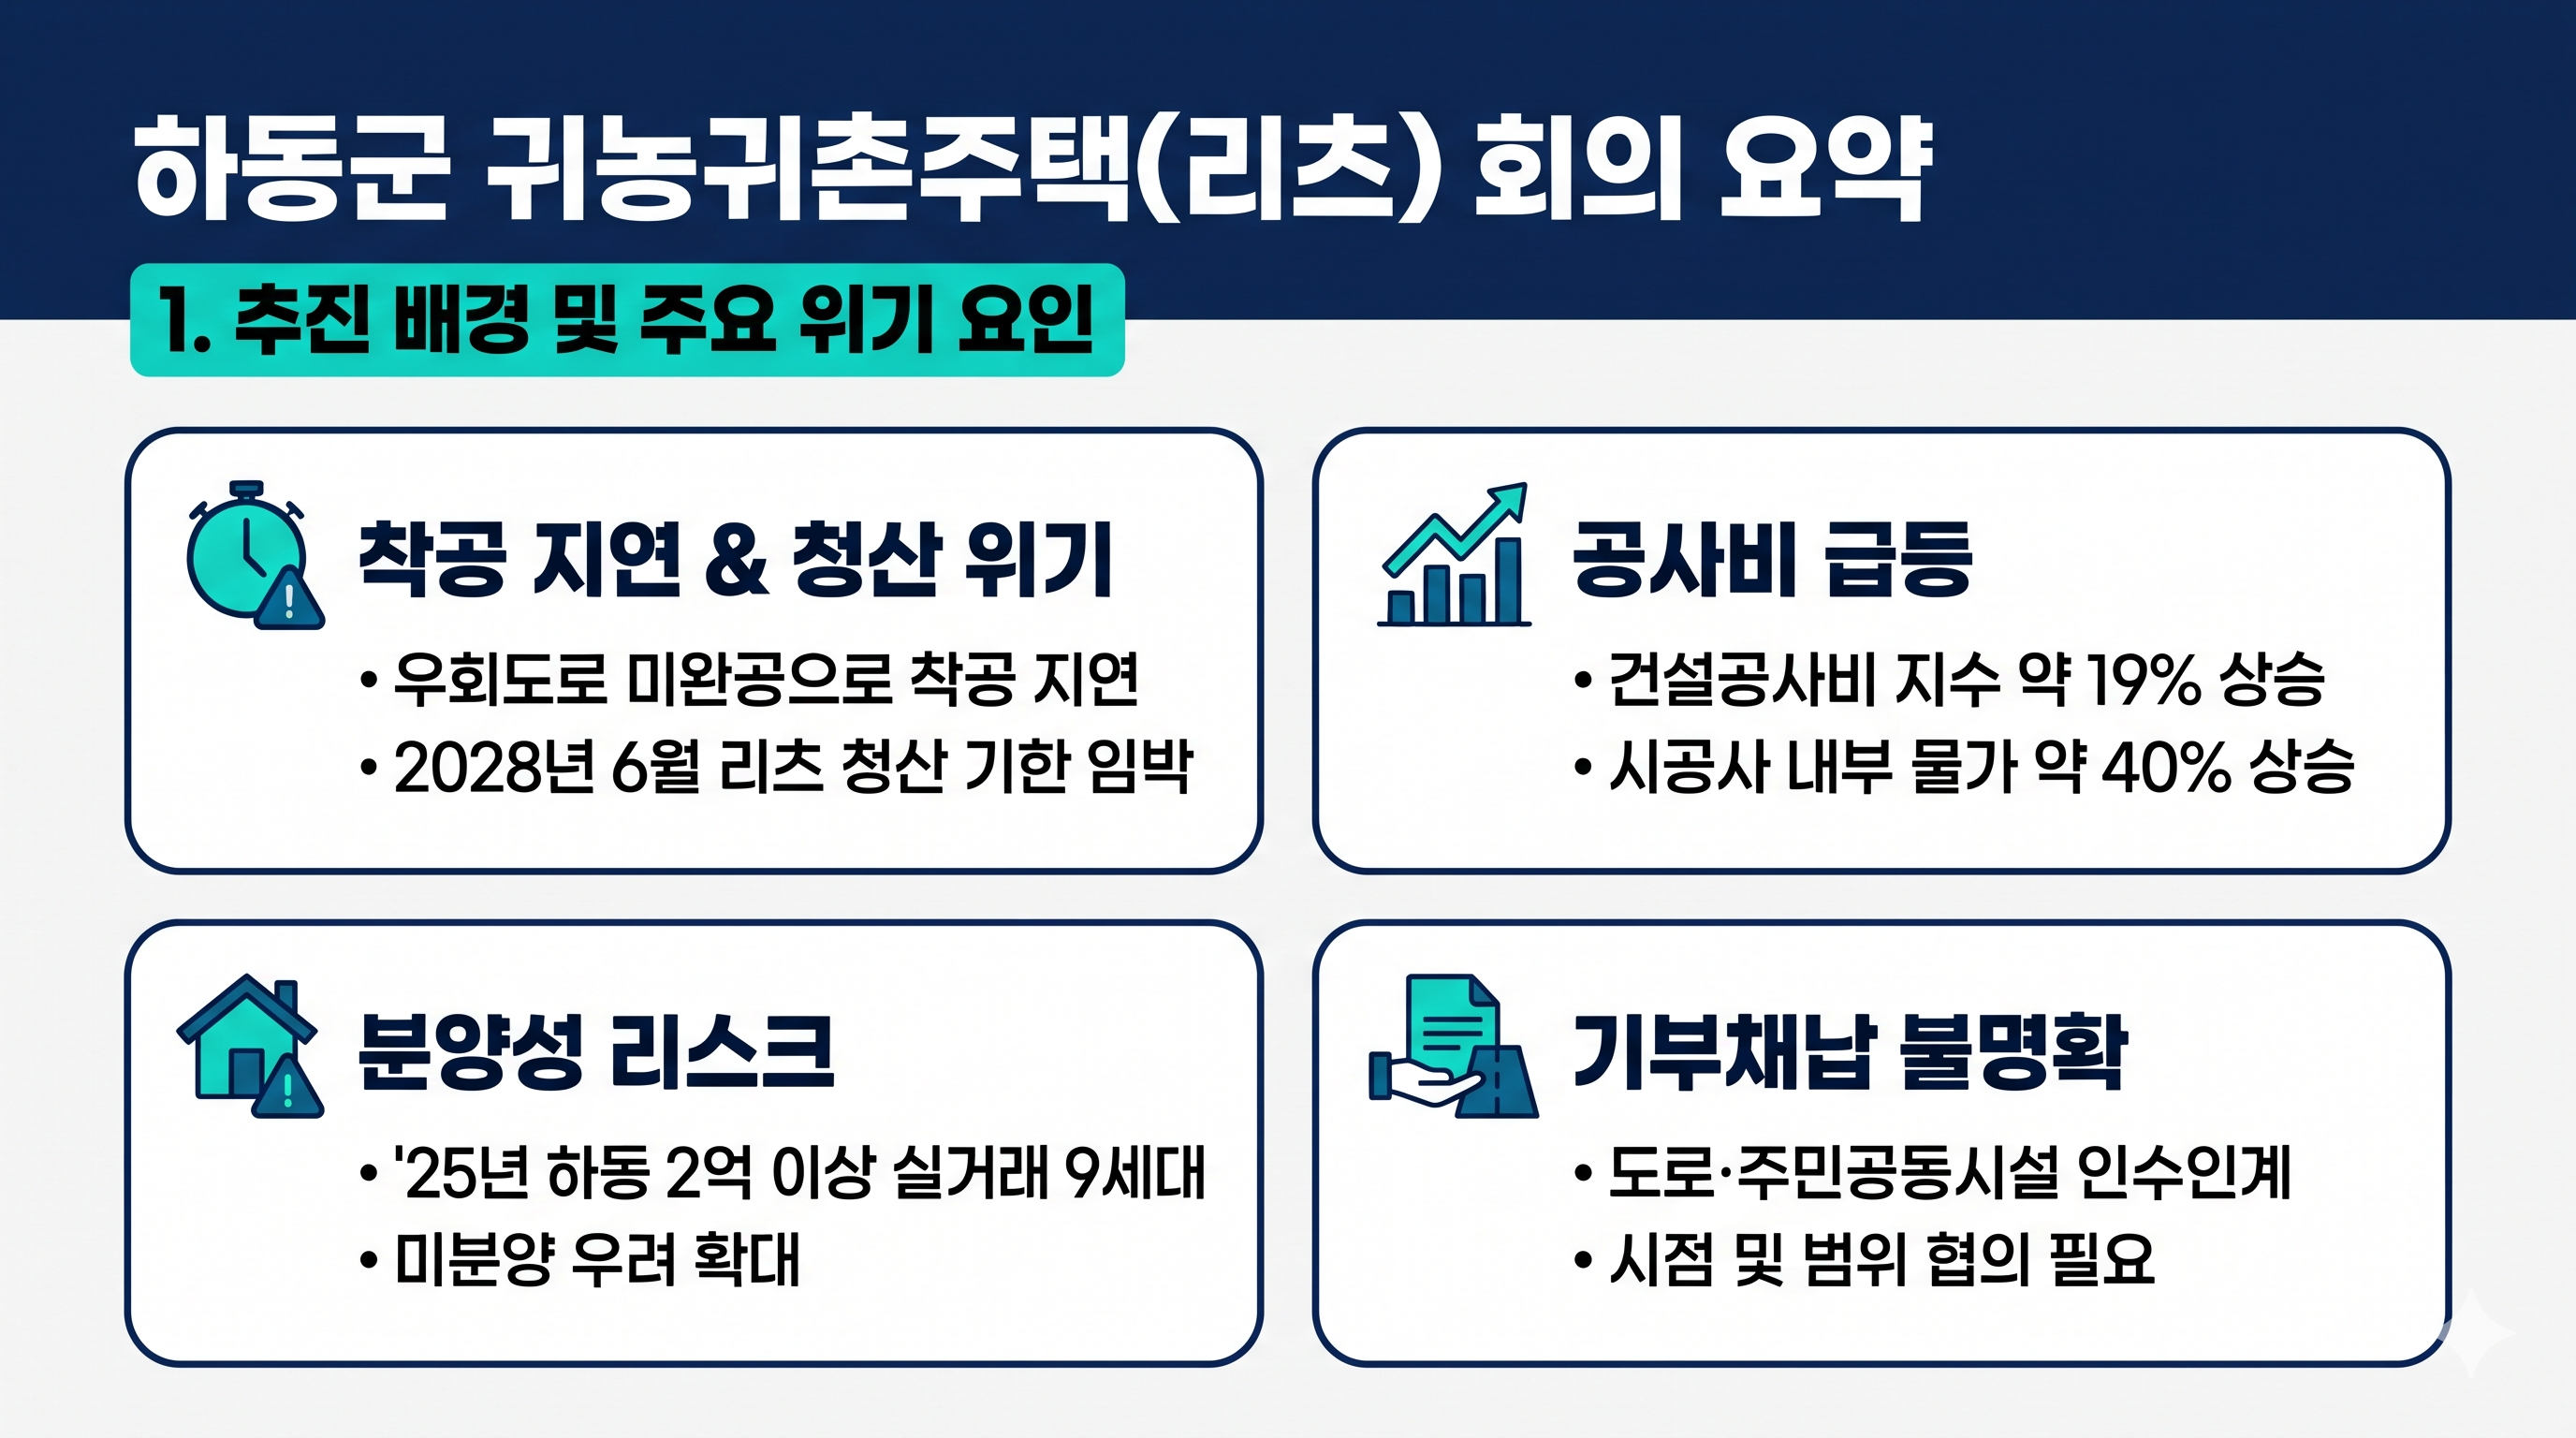 하동군 귀농귀촌주택(리츠) 회의 요약
1. 추진 배경 및 주요 위기 요인
착공 지연 & 청산 위기
• 우회도로 미완공으로 착공 지연
• 2028년 6월 리츠 청산 기한 임박
공사비 급등
• 건설공사비 지수 약 19% 상승
• 시공사 내부 물가 약 40% 상승
분양성 리스크
• '25년 하동 2억 이상 실거래 9세대
• 미분양 우려 확대
기부채납 불명확
• 도로·주민공동시설 인수인계
• 시점 및 범위 협의 필요